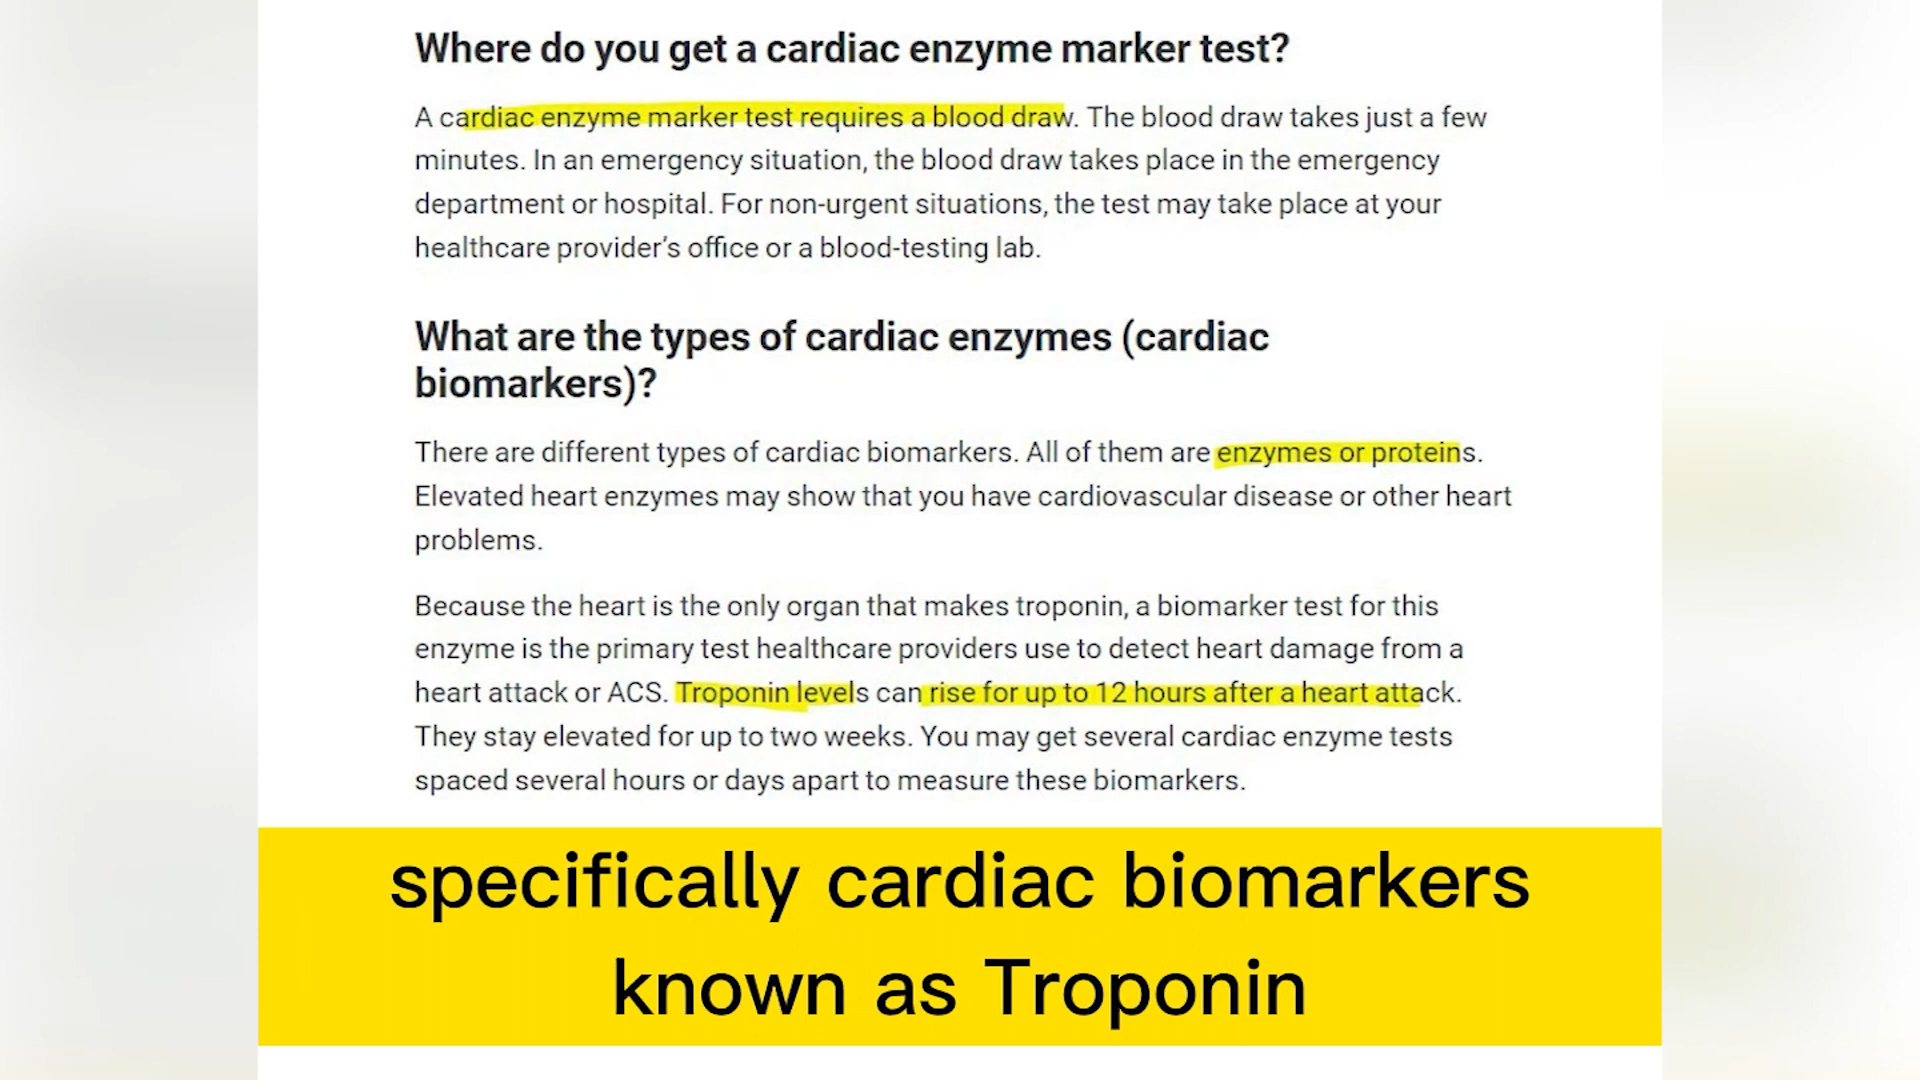 Where do you get a cardiac enzyme marker test?
A cardiac enzyme marker test requires a blood draw. The blood draw takes just a few
minutes. In an emergency situation, the blood draw takes place in the emergency
department or hospital. For non-urgent situations, the test may take place at your
healthcare provider’s office or a blood-testing lab.
What are the types of cardiac enzymes (cardiac
biomarkers)?
There are different types of cardiac biomarkers. All of them are enzymes or proteins.
Elevated heart enzymes may show that you have cardiovascular disease or other heart
problems.
Because the heart is the only organ that makes troponin, a biomarker test for this
enzyme is the primary test healthcare providers use to detect heart damage from a
heart attack or ACS. Troponin levels can rise for up to 12 hours after a heart attack.
They stay elevated for up to two weeks. You may get several cardiac enzyme tests
spaced several hours or days apart to measure these biomarkers.
specifically cardiac biomarkers
known as Troponin